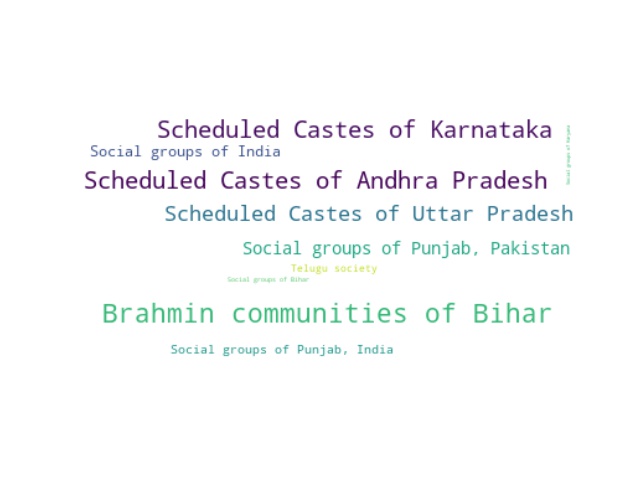 Scheduled Castes of Karnataka
Social groups of India
Social groups of Haryana
Scheduled Castes of Andhra Pradesh
Scheduled Castes of Uttar Pradesh
Social groups of Punjab, Pakistan
Telugu society
Social groups of Bihar
Brahmin communities of Bihar
Social groups of Punjab, India